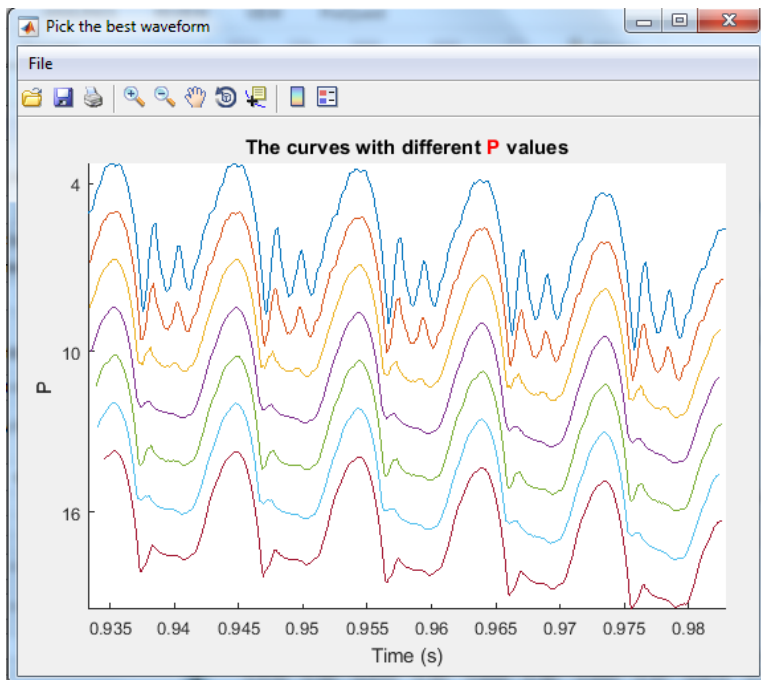 Pick the best waveform
File
The curves with different P values
4
10
16
P
0.935 0.94 0.945 0.95 0.955 0.96 0.965 0.97 0.975 0.98
Time (s)